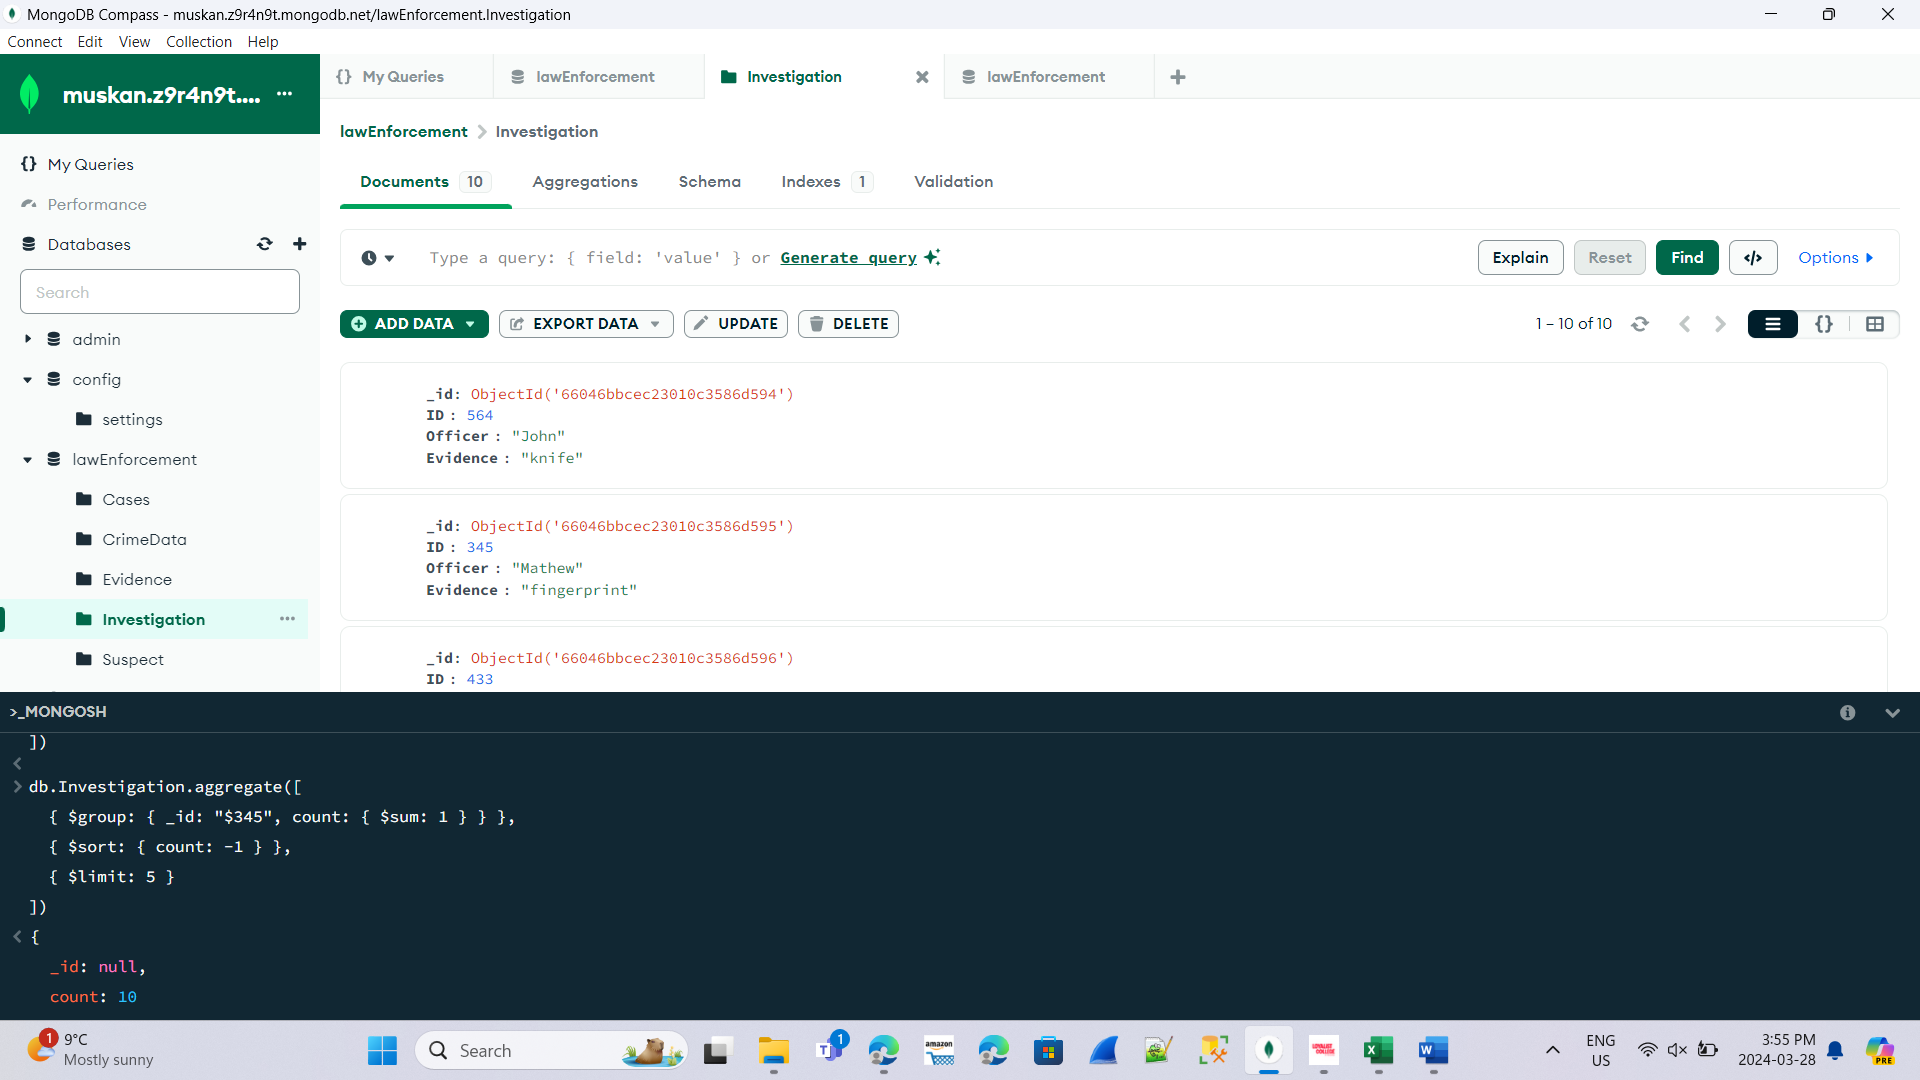 MongoDB Compass - muskan.z9r4n9t.mongodb.net/lawEnforcement.Investigation
Connect Edit View Collection Help
muskan.z9r4n9t.... ...
{} My Queries
Performance
Databases
Search
admin
config
settings
lawEnforcement
Cases
CrimeData
Evidence
Investigation ...
Suspect
{} My Queries lawEnforcement Investigation lawEnforcement
lawEnforcement > Investigation
Documents 10 Aggregations Schema Indexes 1 Validation
Type a query: { field: 'value' } or Generate query Explain Reset Find </> Options
ADD DATA EXPORT DATA UPDATE DELETE 1 – 10 of 10 {}
_id: ObjectId('66046bbcec23010c3586d594')
ID : 564
Officer : "John"
Evidence : "knife"
_id: ObjectId('66046bbcec23010c3586d595')
ID : 345
Officer : "Mathew"
Evidence : "fingerprint"
_id: ObjectId('66046bbcec23010c3586d596')
ID : 433
>_MONGOSH
])
<
> db.Investigation.aggregate([
{ $group: { _id: "$345", count: { $sum: 1 } } },
{ $sort: { count: -1 } },
{ $limit: 5 }
])
< {
_id: null,
count: 10
1 9°C
Mostly sunny
Search
1
amazon
LOYALIST COLLEGE
ENG
US
3:55 PM
2024-03-28
PRE